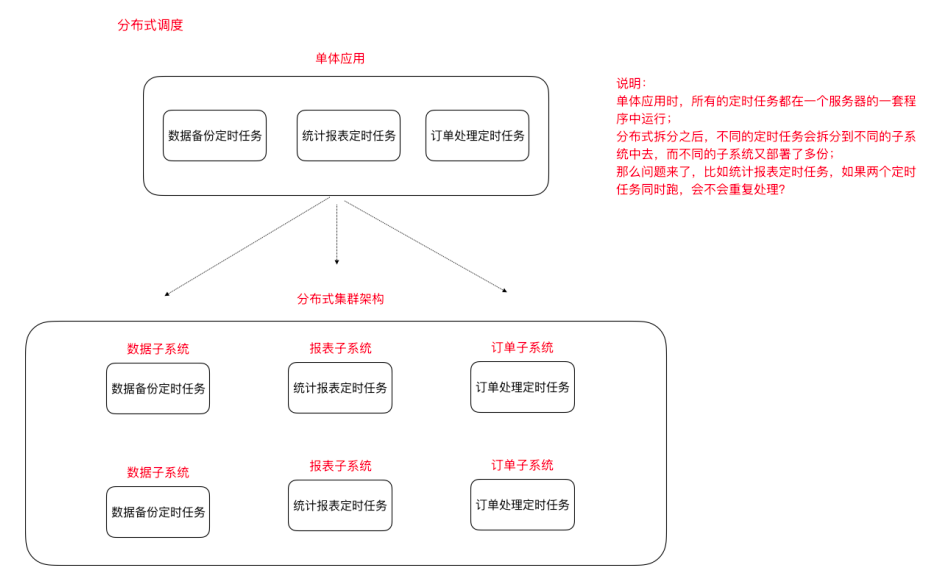 分布式调度
单体应用
数据备份定时任务
统计报表定时任务
订单处理定时任务
说明：
单体应用时，所有的定时任务都在一个服务器的一套程
序中运行；
分布式拆分之后，不同的定时任务会拆分到不同的子系
统中去，而不同的子系统又部署了多份；
那么问题来了，比如统计报表定时任务，如果两个定时
任务同时跑，会不会重复处理？
分布式集群架构
数据子系统
报表子系统
订单子系统
数据备份定时任务
统计报表定时任务
订单处理定时任务
数据子系统
报表子系统
订单子系统
数据备份定时任务
统计报表定时任务
订单处理定时任务